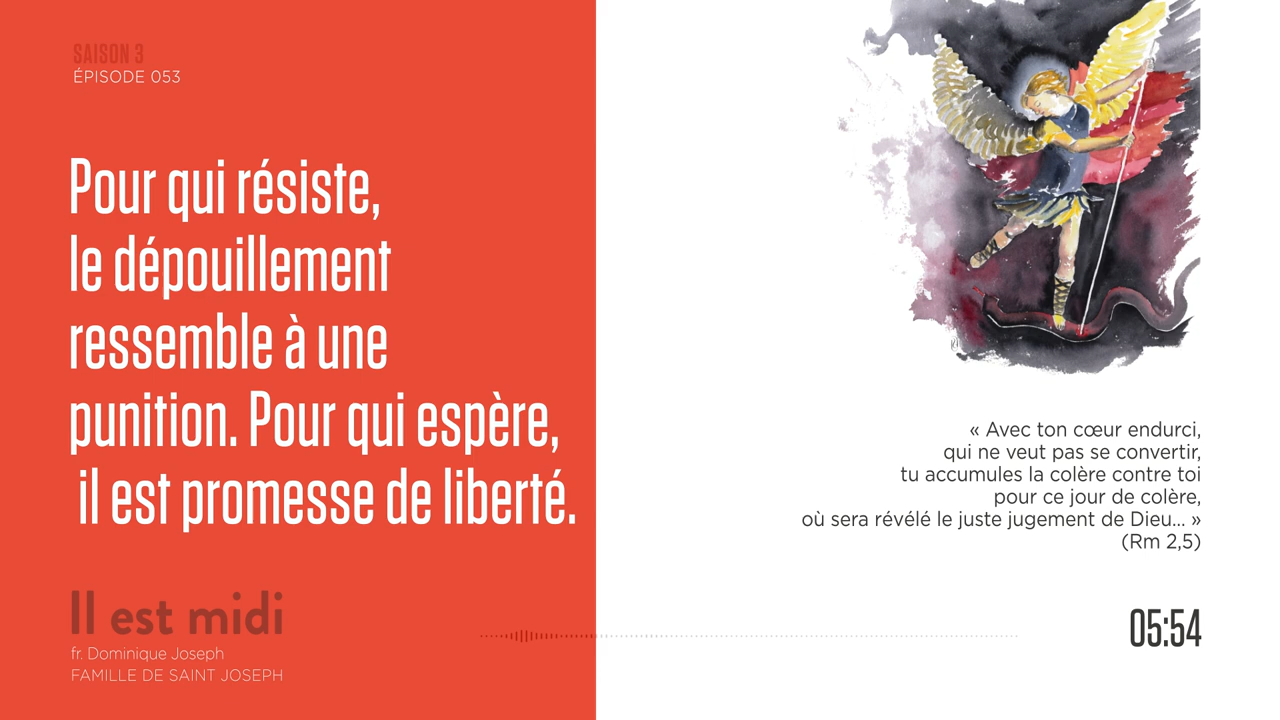 SAISON 3
ÉPISODE 053
Pour qui résiste,
le dépouillement
ressemble à une
punition. Pour qui espère,
il est promesse de liberté.
Il est midi
fr. Dominique Joseph
FAMILLE DE SAINT JOSEPH
« Avec ton cœur endurci,
qui ne veut pas se convertir,
tu accumules la colère contre toi
pour ce jour de colère,
où sera révélé le juste jugement de Dieu... »
(Rm 2,5)
05:54